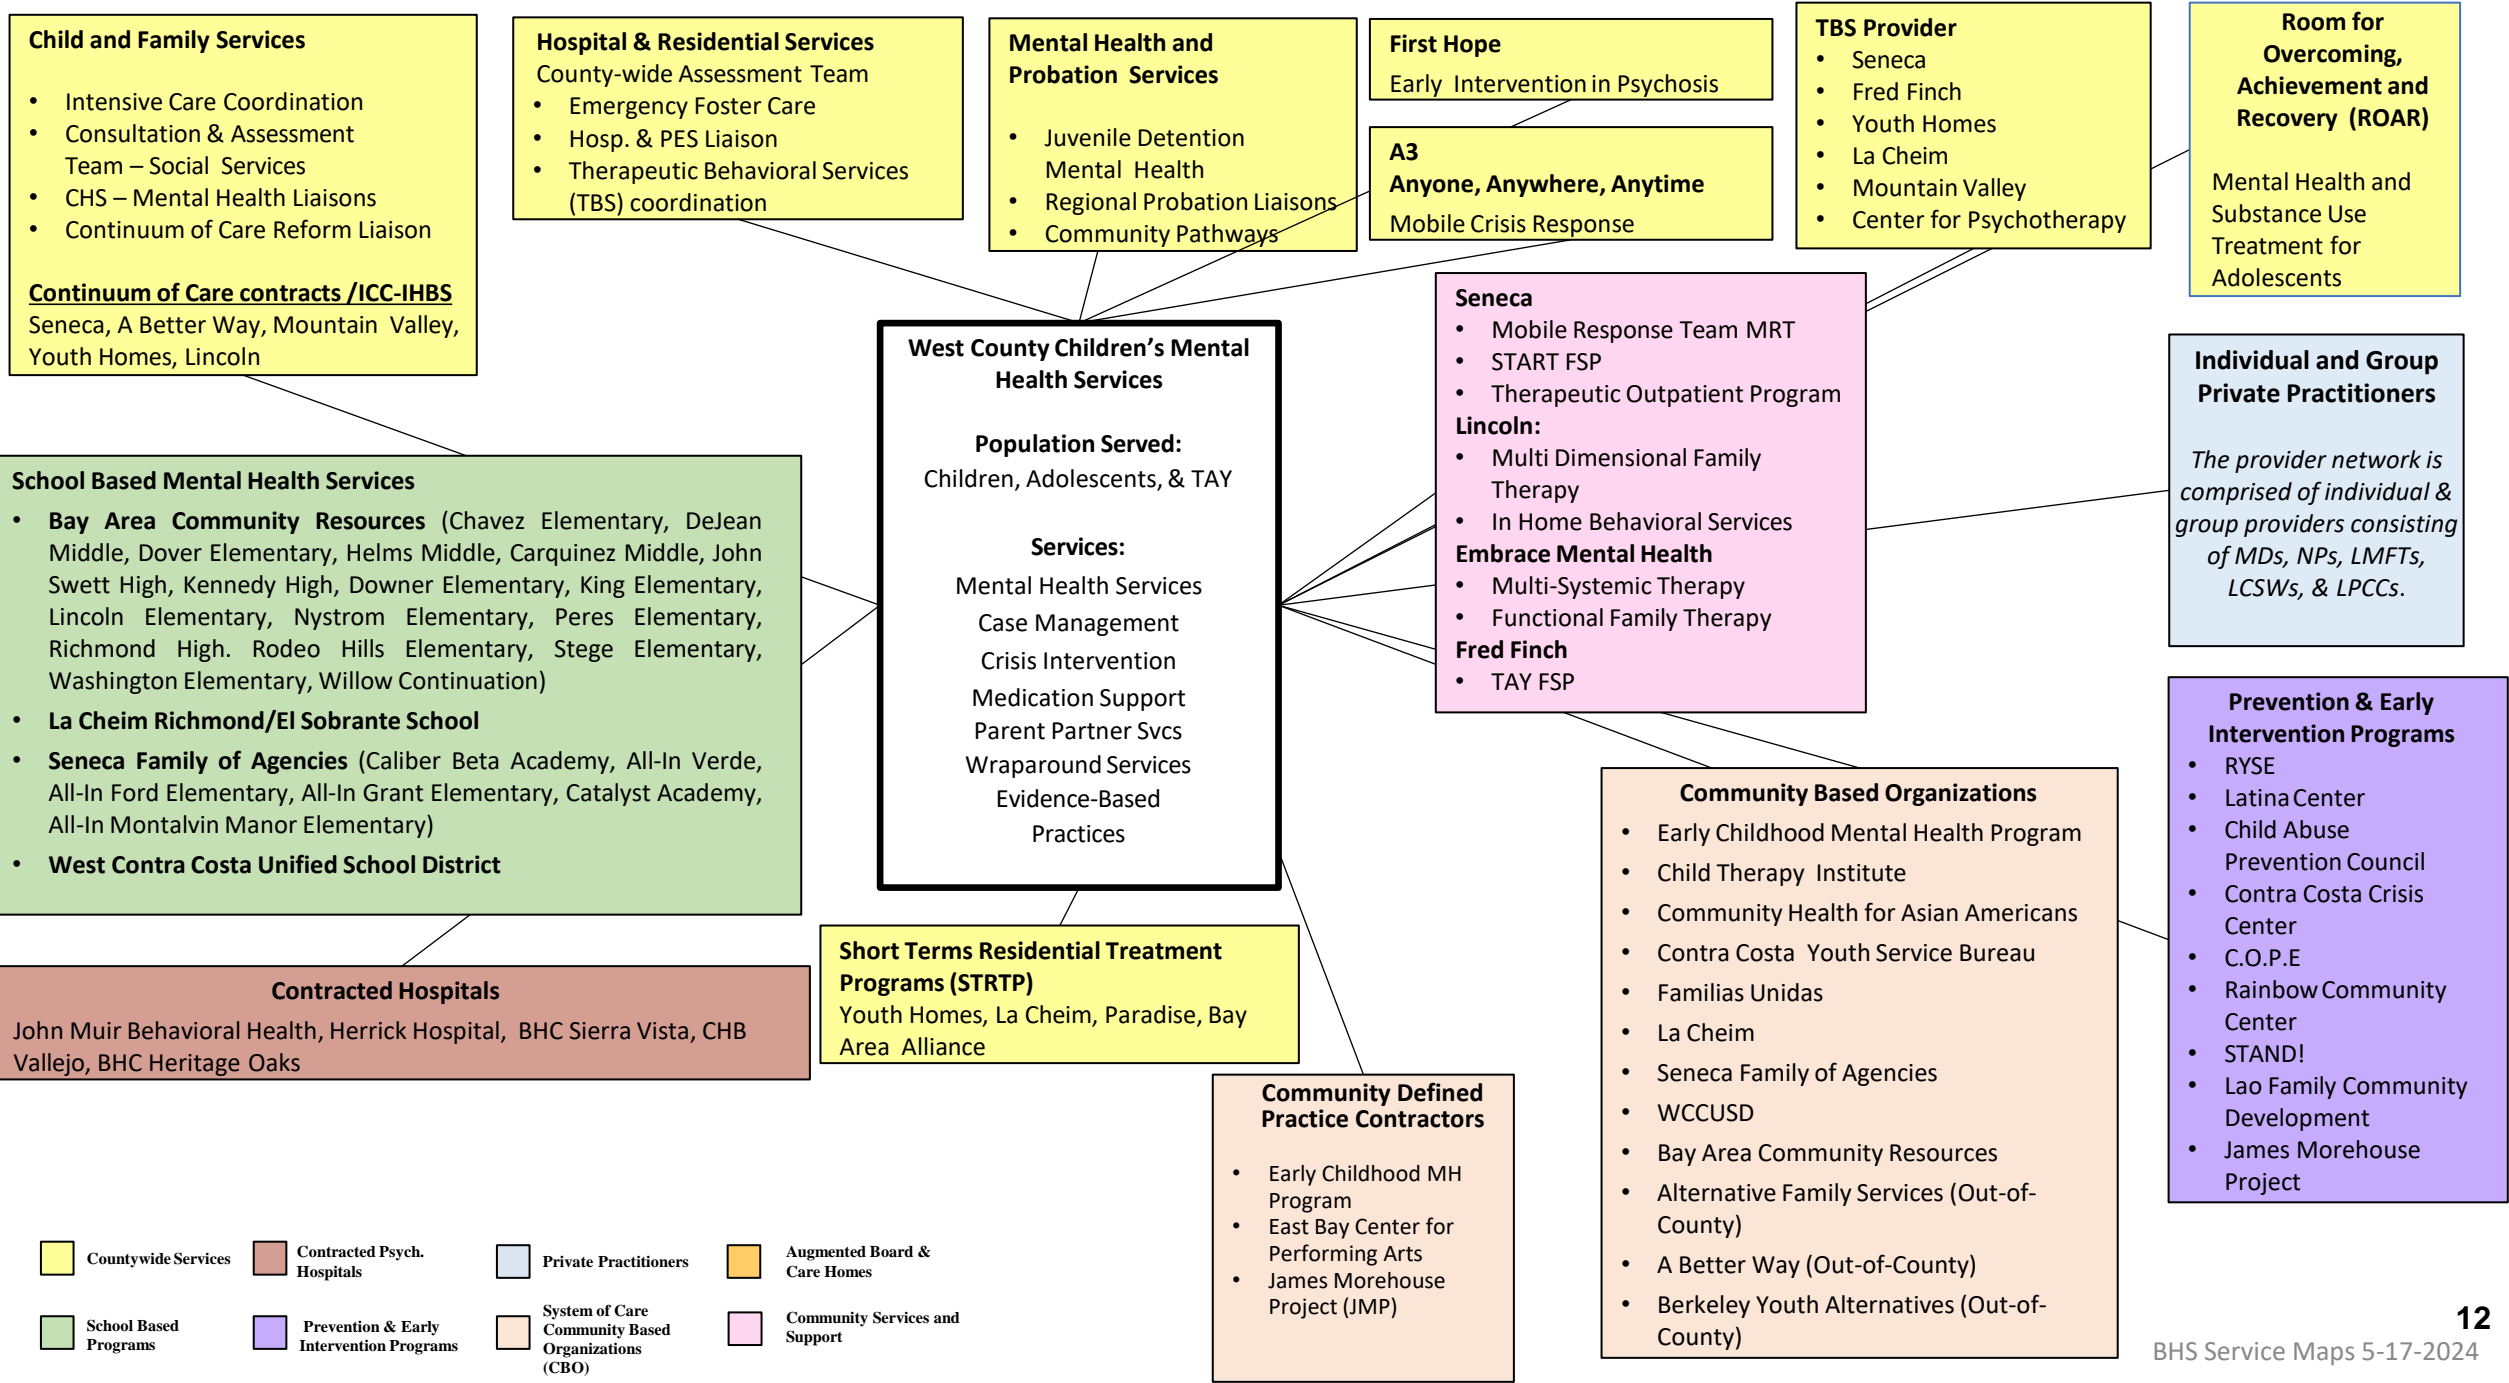 Child and Family Services
• Intensive Care Coordination
• Consultation & Assessment
Team – Social Services
• CHS – Mental Health Liaisons
• Continuum of Care Reform Liaison
Continuum of Care contracts /ICC-IHBS
Seneca, A Better Way, Mountain Valley,
Youth Homes, Lincoln
Hospital & Residential Services
County-wide Assessment Team
• Emergency Foster Care
• Hosp. & PES Liaison
• Therapeutic Behavioral Services
(TBS) coordination
Mental Health and
Probation Services
• Juvenile Detention
Mental Health
• Regional Probation Liaisons
• Community Pathways
First Hope
Early Intervention in Psychosis
A3
Anyone, Anywhere, Anytime
Mobile Crisis Response
TBS Provider
• Seneca
• Fred Finch
• Youth Homes
• La Cheim
• Mountain Valley
• Center for Psychotherapy
Room for
Overcoming,
Achievement and
Recovery (ROAR)
Mental Health and
Substance Use
Treatment for
Adolescents
West County Children’s Mental
Health Services
Population Served:
Children, Adolescents, & TAY
Services:
Mental Health Services
Case Management
Crisis Intervention
Medication Support
Parent Partner Svcs
Wraparound Services
Evidence-Based
Practices
Seneca
• Mobile Response Team MRT
• START FSP
• Therapeutic Outpatient Program
Lincoln:
• Multi Dimensional Family
Therapy
• In Home Behavioral Services
Embrace Mental Health
• Multi-Systemic Therapy
• Functional Family Therapy
Fred Finch
• TAY FSP
Individual and Group
Private Practitioners
The provider network is
comprised of individual &
group providers consisting
of MDs, NPs, LMFTs,
LCSWs, & LPCCs.
School Based Mental Health Services
• Bay Area Community Resources (Chavez Elementary, DeJean
Middle, Dover Elementary, Helms Middle, Carquinez Middle, John
Swett High, Kennedy High, Downer Elementary, King Elementary,
Lincoln Elementary, Nystrom Elementary, Peres Elementary,
Richmond High. Rodeo Hills Elementary, Stege Elementary,
Washington Elementary, Willow Continuation)
• La Cheim Richmond/El Sobrante School
• Seneca Family of Agencies (Caliber Beta Academy, All-In Verde,
All-In Ford Elementary, All-In Grant Elementary, Catalyst Academy,
All-In Montalvin Manor Elementary)
• West Contra Costa Unified School District
Contracted Hospitals
John Muir Behavioral Health, Herrick Hospital, BHC Sierra Vista, CHB
Vallejo, BHC Heritage Oaks
Short Terms Residential Treatment
Programs (STRTP)
Youth Homes, La Cheim, Paradise, Bay
Area Alliance
Community Defined
Practice Contractors
• Early Childhood MH
Program
• East Bay Center for
Performing Arts
• James Morehouse
Project (JMP)
Community Based Organizations
• Early Childhood Mental Health Program
• Child Therapy Institute
• Community Health for Asian Americans
• Contra Costa Youth Service Bureau
• Familias Unidas
• La Cheim
• Seneca Family of Agencies
• WCCUSD
• Bay Area Community Resources
• Alternative Family Services (Out-of-
County)
• A Better Way (Out-of-County)
• Berkeley Youth Alternatives (Out-of-
County)
Prevention & Early
Intervention Programs
• RYSE
• Latina Center
• Child Abuse
Prevention Council
• Contra Costa Crisis
Center
• C.O.P.E
• Rainbow Community
Center
• STAND!
• Lao Family Community
Development
• James Morehouse
Project
Countywide Services
Contracted Psych.
Hospitals
Private Practitioners
Augmented Board &
Care Homes
School Based
Programs
Prevention & Early
Intervention Programs
System of Care
Community Based
Organizations
(CBO)
Community Services and
Support
12
BHS Service Maps 5-17-2024